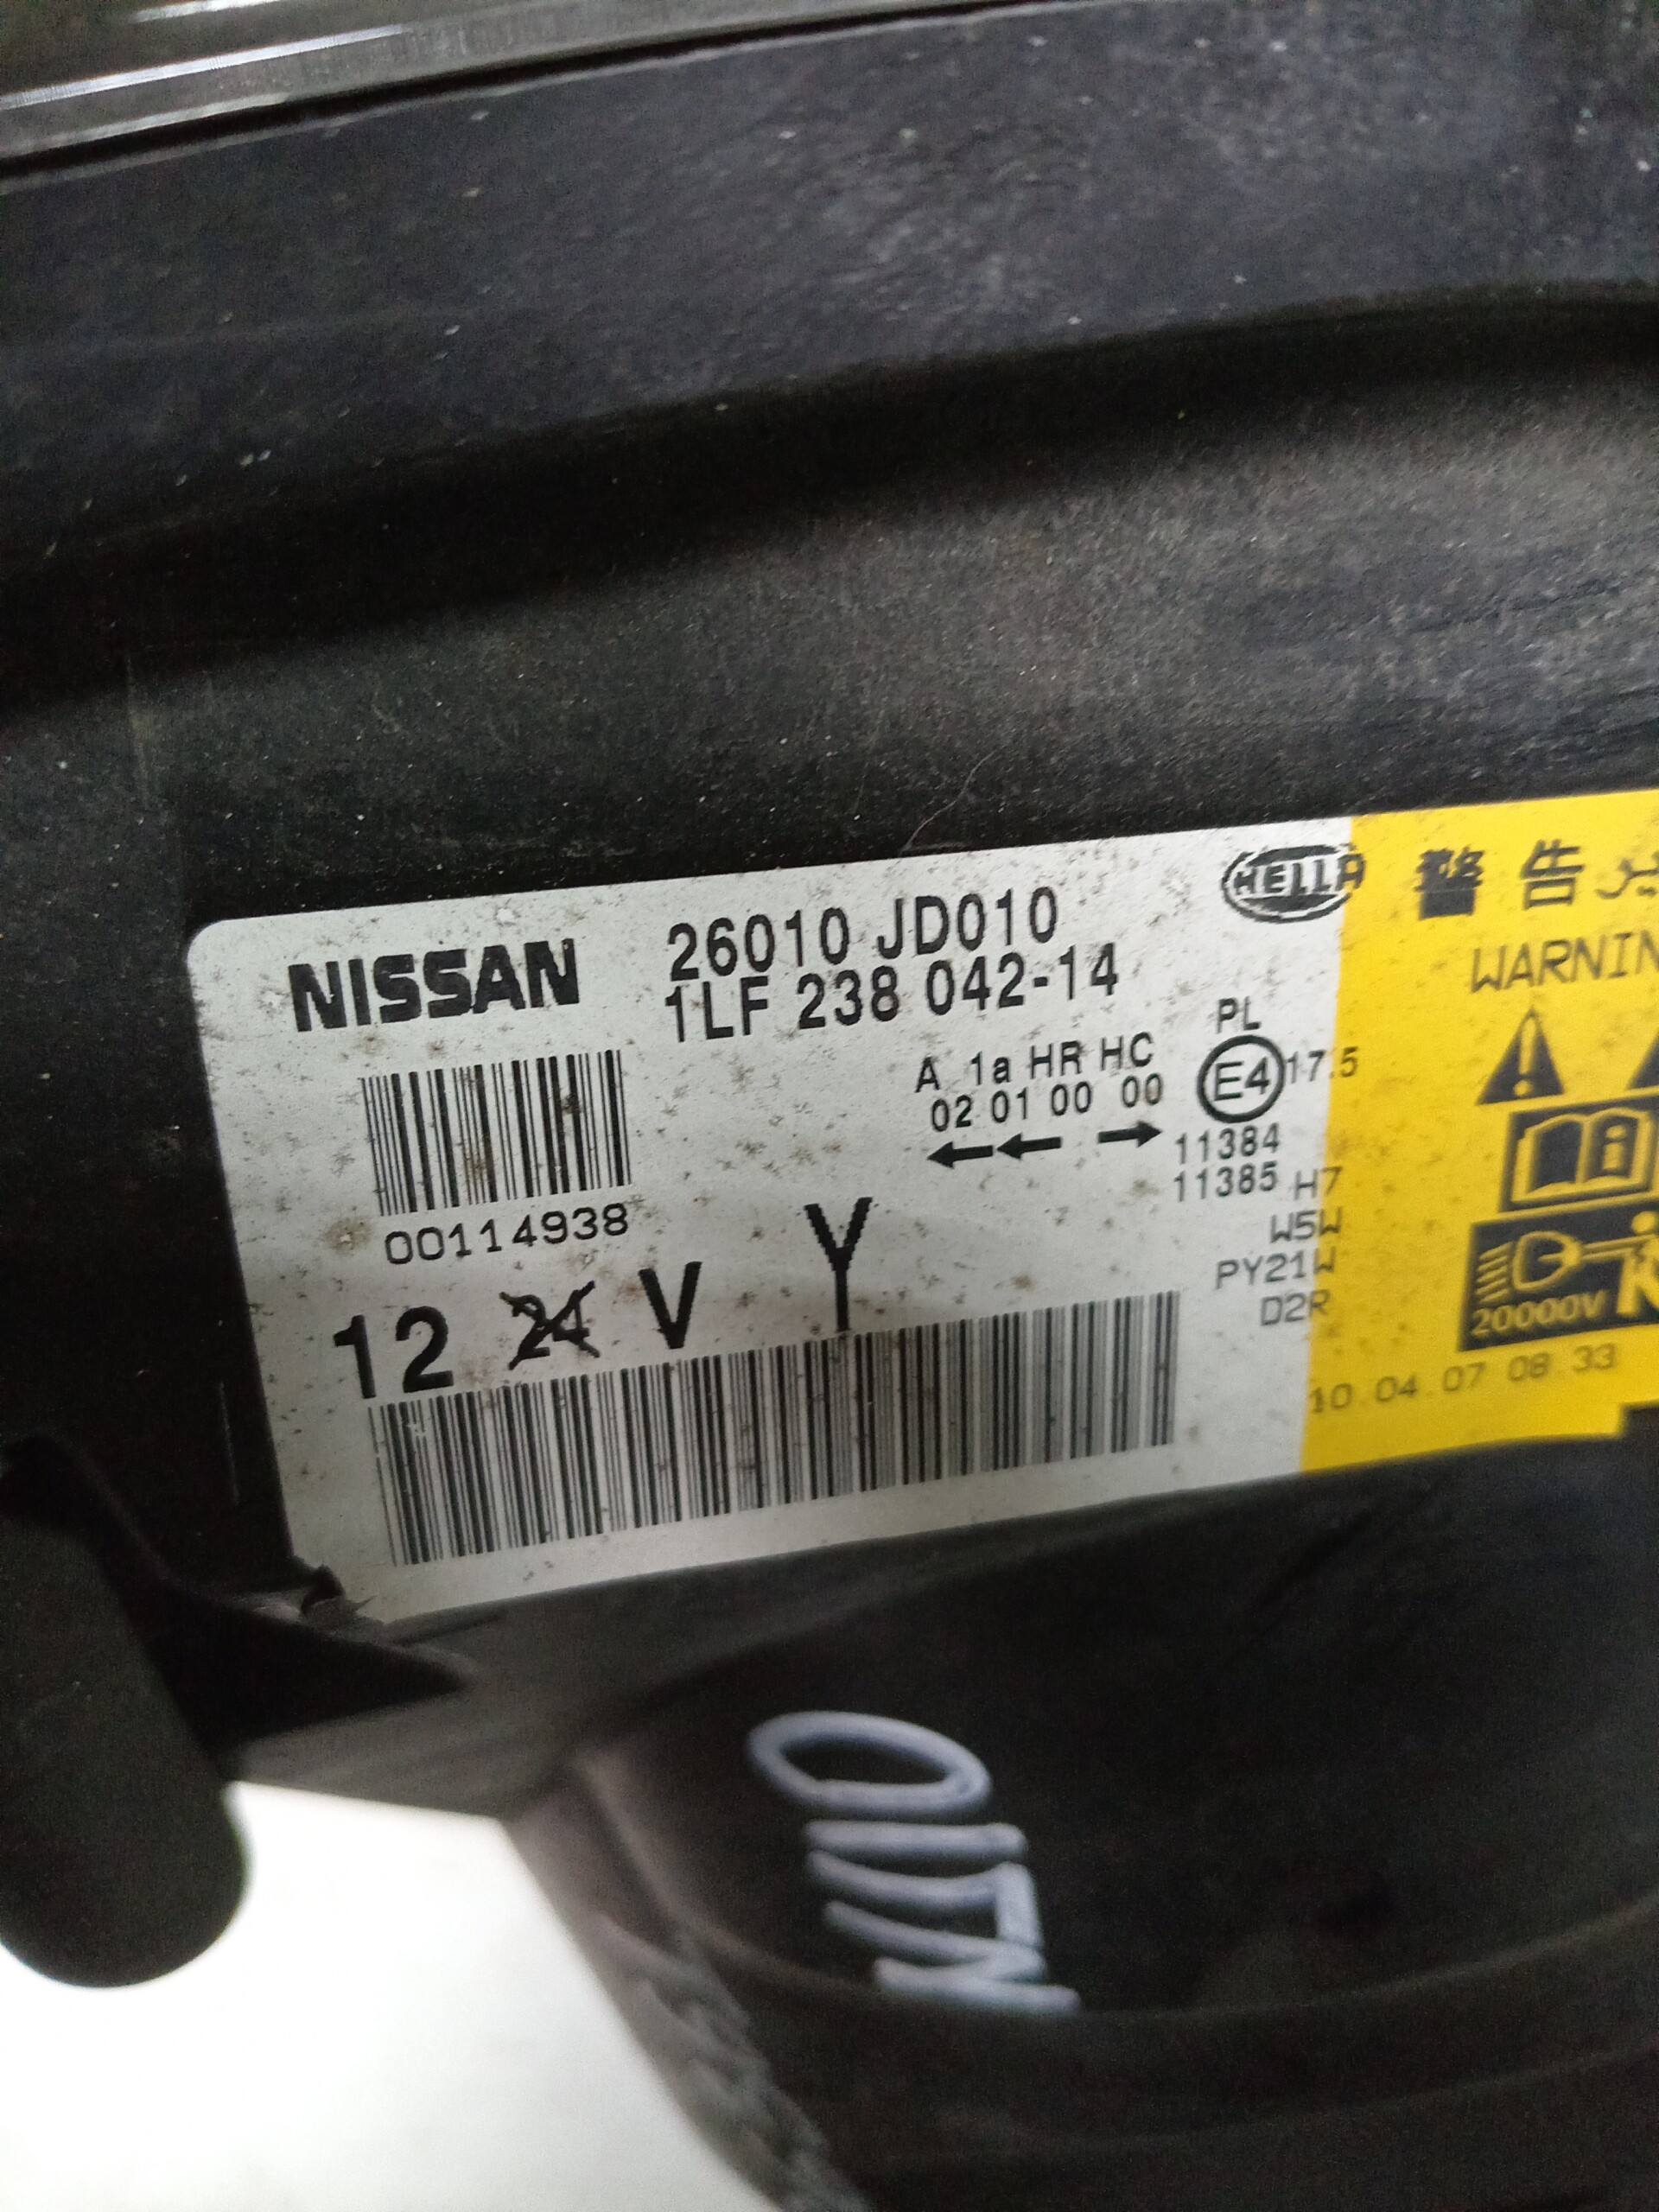 HELLA
警 告
WARNIN
NISSAN
26010 JD010
1LF 238 042-14
A 1a HR HC
02 01 00 00
PL
E4 17.5
11384
11385 H7
W5W
PY21W
D2R
00114938
12 24 V Y
20000V
10.04.07 08 33